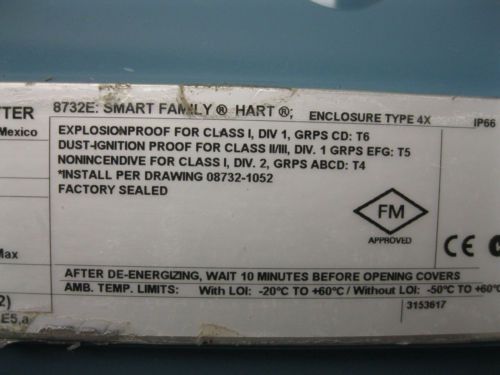 TTER
8732E: SMART FAMILY ® HART ®;
ENCLOSURE TYPE 4X
IP66
Mexico
EXPLOSIONPROOF FOR CLASS I, DIV 1, GRPS CD: T6
DUST-IGNITION PROOF FOR CLASS II/III, DIV. 1 GRPS EFG: T5
NONINCENDIVE FOR CLASS I, DIV. 2, GRPS ABCD: T4
*INSTALL PER DRAWING 08732-1052
FACTORY SEALED
FM
APPROVED
CE
Max
AFTER DE-ENERGIZING, WAIT 10 MINUTES BEFORE OPENING COVERS
AMB. TEMP. LIMITS: With LOI: -20°C TO +60°C / Without LOI: -50°C TO +60°C
2)
E5.a
3153617